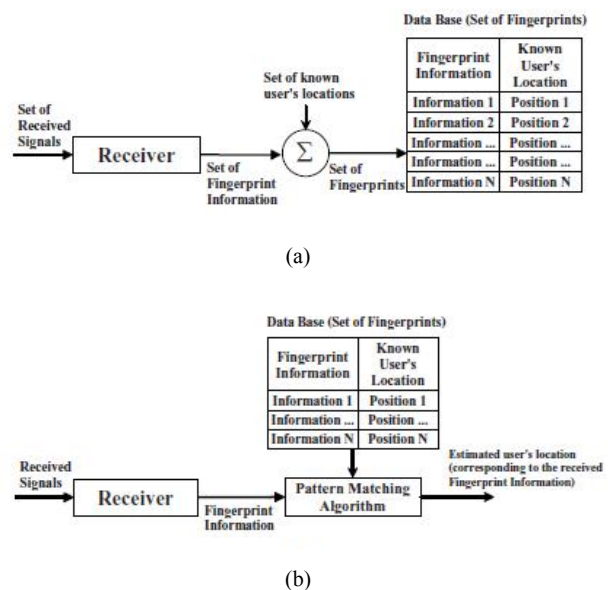 Data Base (Set of Fingerprints)
Fingerprint
Information
Known
User's
Location
Information 1 Position 1
Information 2 Position 2
Information ... Position ...
Information ... Position ...
Information N Position N
Set of known
user's locations
Set of
Received
Signals
Receiver
Set of
Fingerprint
Information
Σ
Set of
Fingerprints
(a)
Data Base (Set of Fingerprints)
Fingerprint
Information
Known
User's
Location
Information 1 Position 1
Information ... Position ...
Information N Position N
Received
Signals
Receiver
Fingerprint
Information
Pattern Matching
Algorithm
Estimated user's location
(corresponding to the received
Fingerprint Information)
(b)